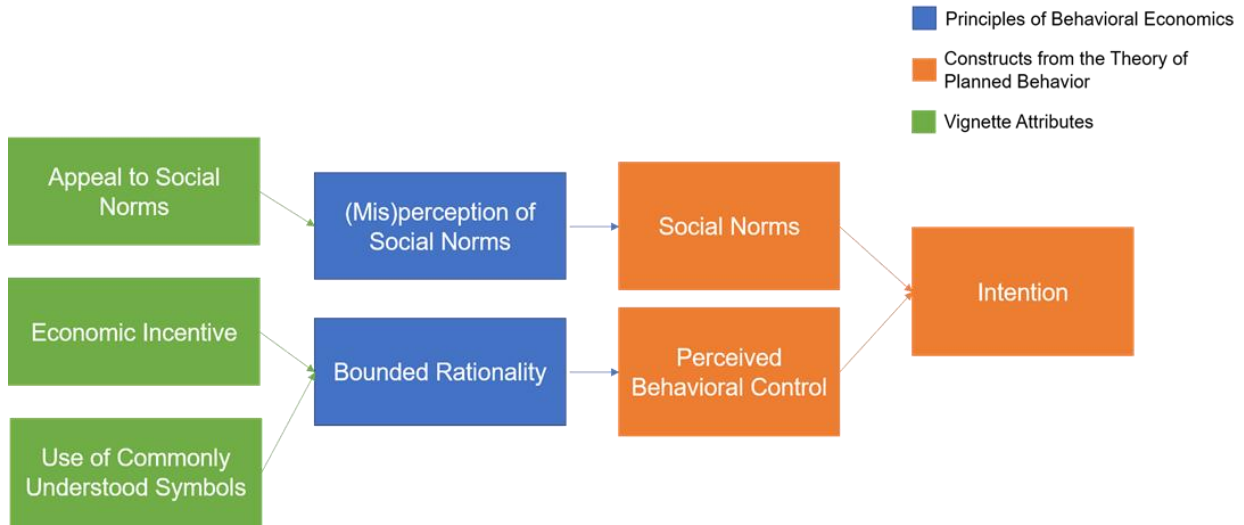 Principles of Behavioral Economics
Constructs from the Theory of
Planned Behavior
Vignette Attributes
Appeal to Social
Norms
(Mis)perception of
Social Norms
Social Norms
Intention
Economic Incentive
Bounded Rationality
Perceived
Behavioral Control
Use of Commonly
Understood Symbols